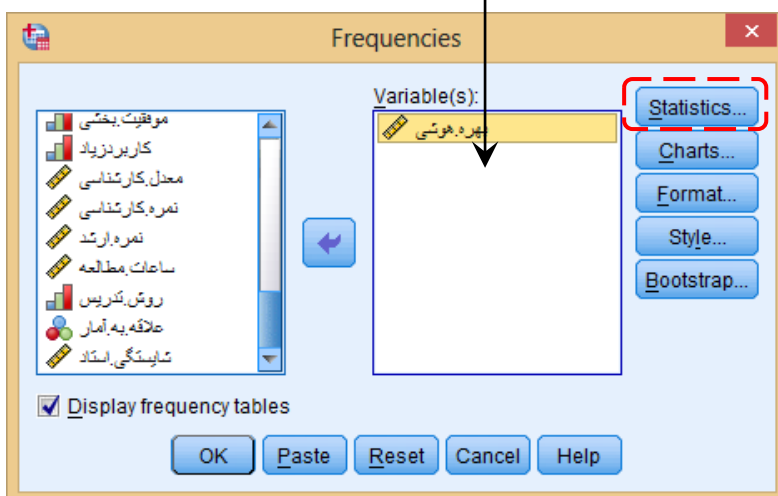 Frequencies
Variable(s):
بهره.هوشی
موفقیت.بخشی
کاربردزیاد
معدل.کارشناسی
نمره.کارشناسی
نمره.ارشد
ساعات.مطالعه
روش.تدریس
علاقه.به.آمار
شایستگی.استاد
Statistics...
Charts...
Format...
Style...
Bootstrap...
Display frequency tables
OK Paste Reset Cancel Help